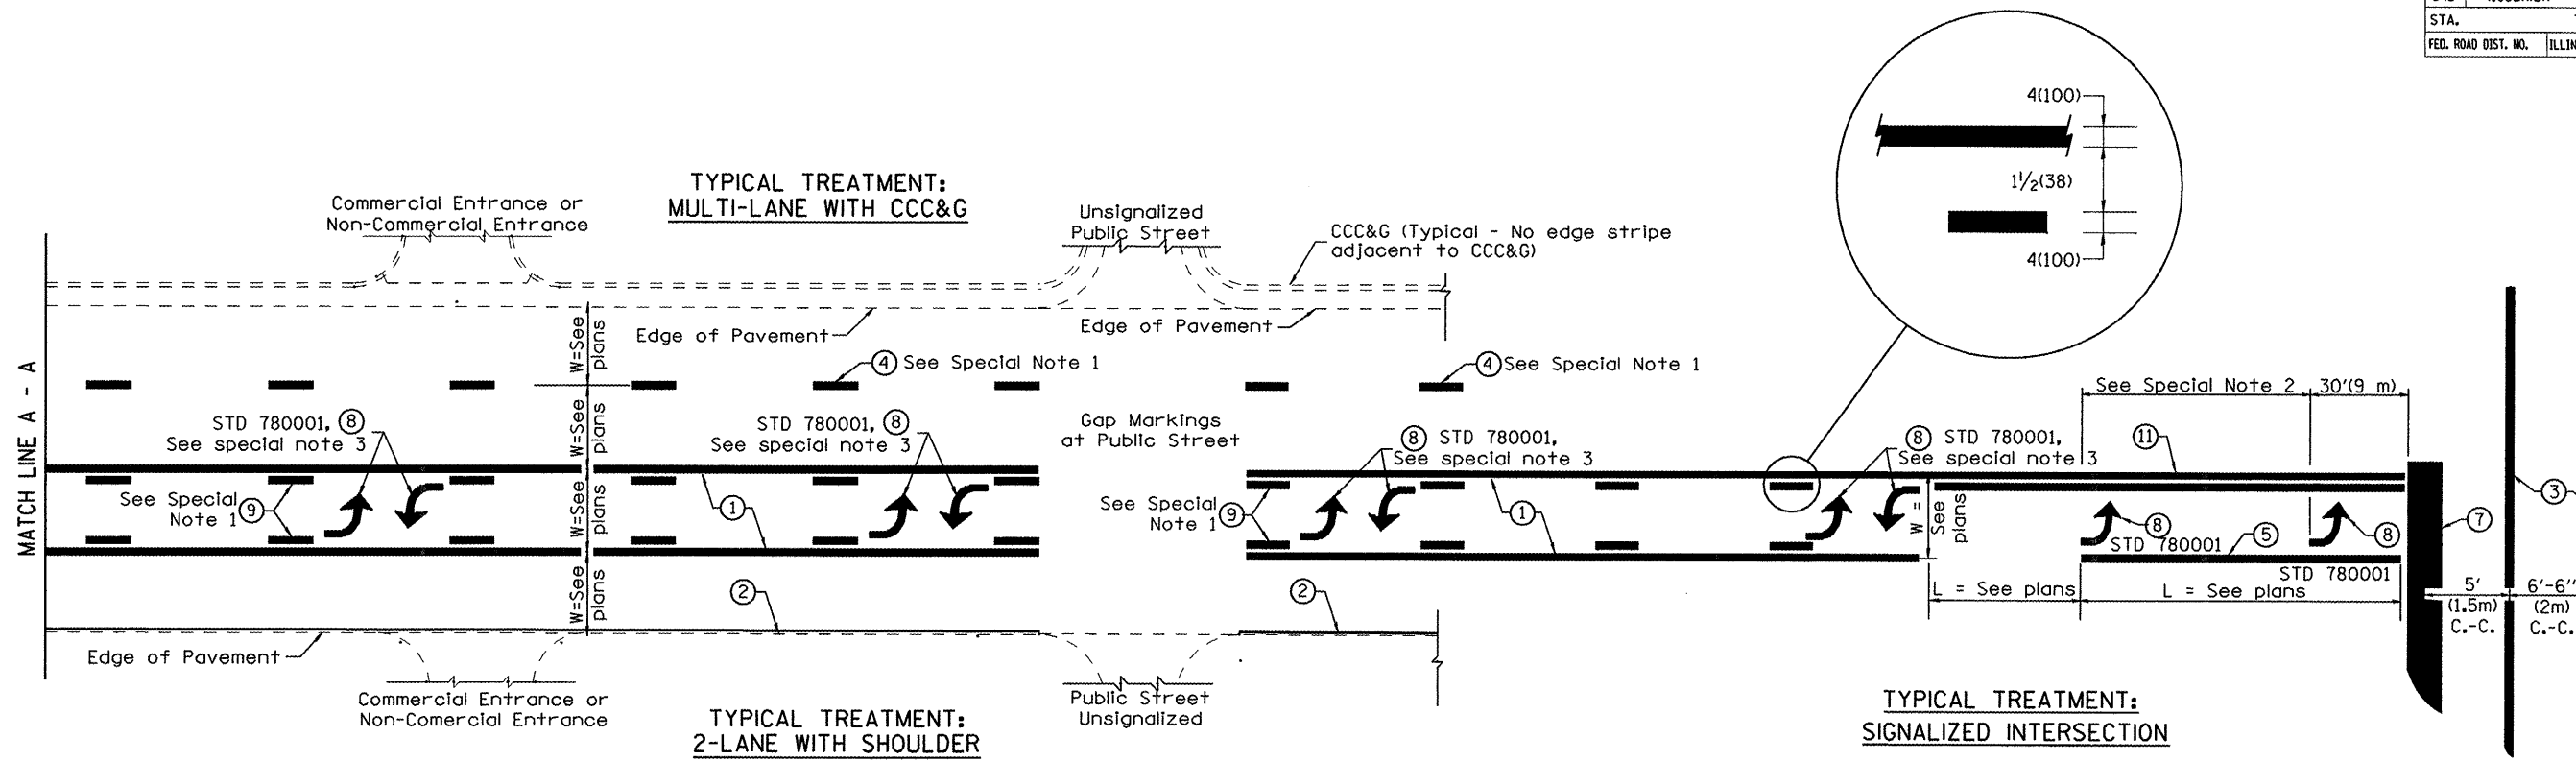 STA.
FED. ROAD DIST. NO.
4(100)
1 1/2(38)
4(100)
TYPICAL TREATMENT:
MULTI-LANE WITH CCC&G
Commercial Entrance or
Non-Commercial Entrance
Unsignalized
Public Street
CCC&G (Typical - No edge stripe
adjacent to CCC&G)
Edge of Pavement
Edge of Pavement
W=See
plans
4 See Special Note 1
4 See Special Note 1
MATCH LINE A - A
STD 780001, 8
See special note 3
W=See
plans
STD 780001, 8
See special note 3
Gap Markings
at Public Street
8 STD 780001,
See special note 3
8 STD 780001,
See special note 3
See Special Note 2
30'(9 m)
11
See Special
Note 1 9
W=See
plans
1
See Special
Note 1 9
1
W =
See
plans
8
STD 780001
5
8
7
3
STD 780001
L = See plans
L = See plans
5'
(1.5m)
C.-C.
6'-6"
(2m)
C.-C.
W=See
plans
2
2
Edge of Pavement
Commercial Entrance or
Non-Comercial Entrance
Public Street
Unsignalized
TYPICAL TREATMENT:
2-LANE WITH SHOULDER
TYPICAL TREATMENT:
SIGNALIZED INTERSECTION